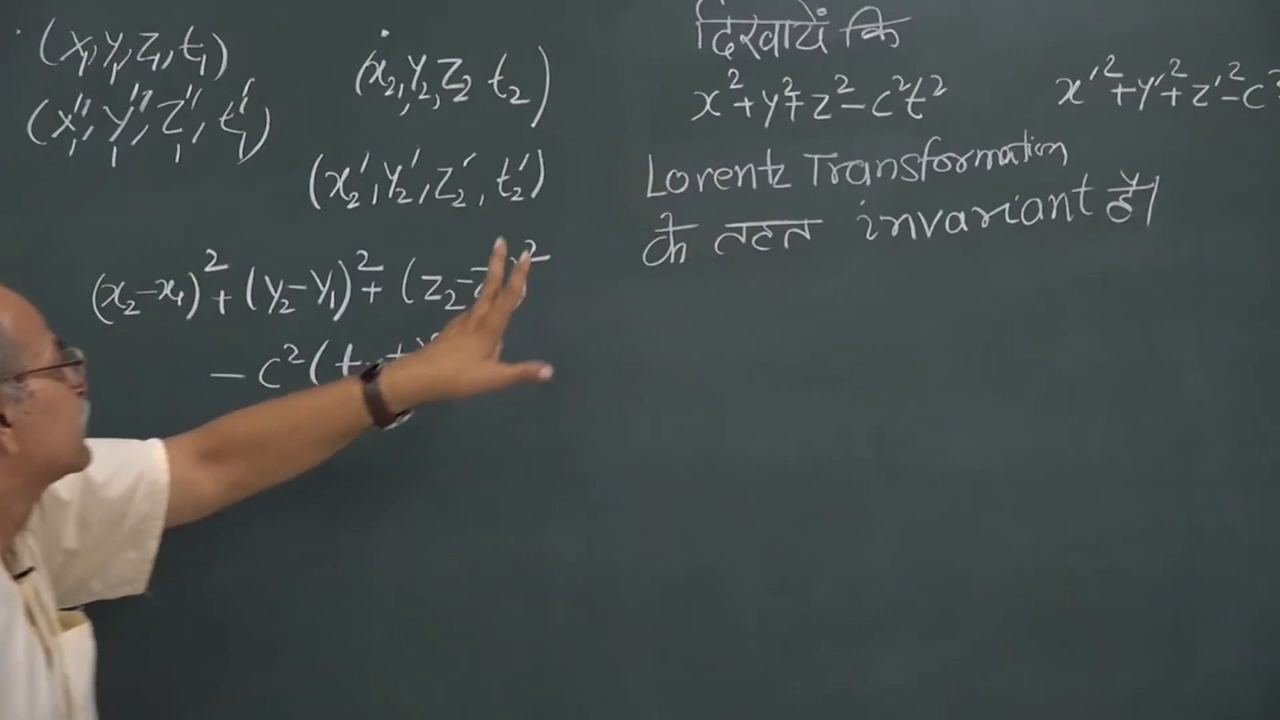 (x₁, y₁, z₁, t₁)
(x₁', y₁', z₁', t₁')
(x₂, y₂, z₂ t₂)
(x₂', y₂', z₂', t₂')
(x₂-x₁)² + (y₂-y₁)² + (z₂-z
- c²(t
दिखायें कि
x² + y² + z² - c²t²
x'² + y'² + z'² - c²
Lorentz Transformation
के तहत invariant है।